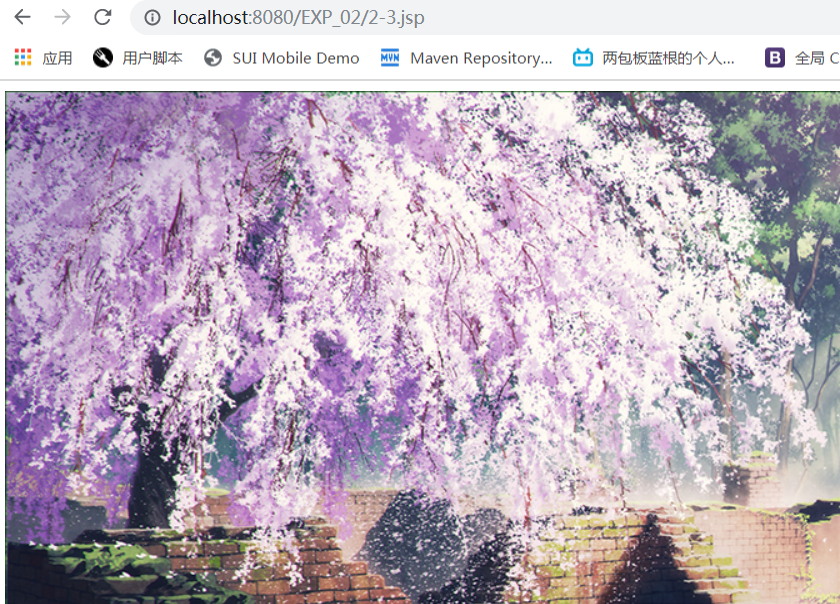 localhost:8080/EXP_02/2-3.jsp
应用 用户脚本 SUI Mobile Demo MVN Maven Repository... 两包板蓝根的个人... B 全局 C